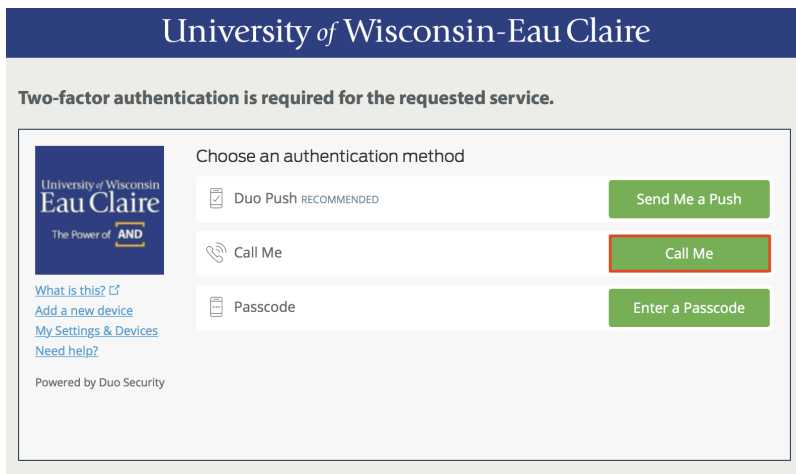 University of Wisconsin-Eau Claire
Two-factor authentication is required for the requested service.
University of Wisconsin
Eau Claire
The Power of AND
What is this?
Add a new device
My Settings & Devices
Need help?
Powered by Duo Security
Choose an authentication method
Duo Push RECOMMENDED
Send Me a Push
Call Me
Call Me
Passcode
Enter a Passcode